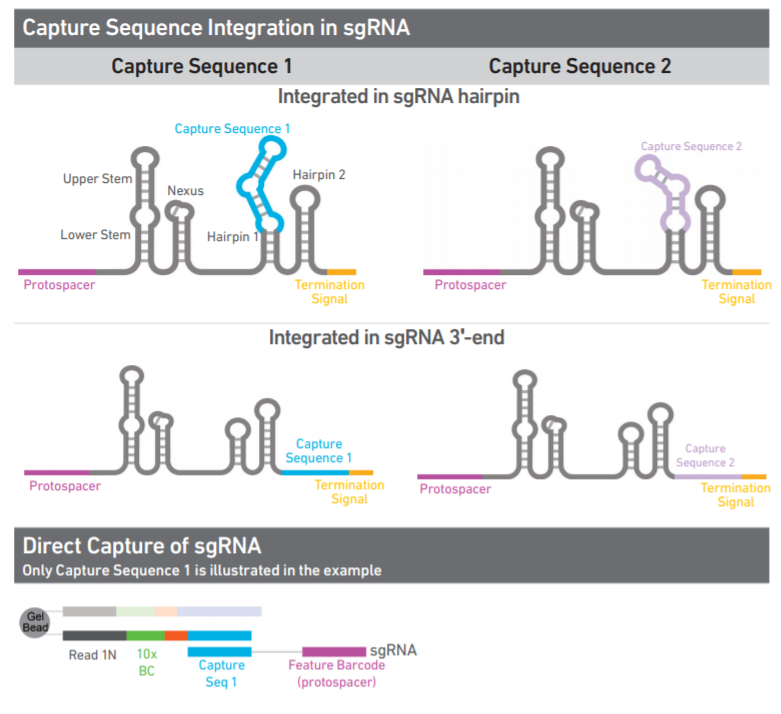 Capture Sequence Integration in sgRNA
Capture Sequence 1
Capture Sequence 2
Integrated in sgRNA hairpin
Capture Sequence 1
Upper Stem
Nexus
Hairpin 2
Lower Stem
Hairpin 1
Protospacer
Termination
Signal
Capture Sequence 2
Protospacer
Termination
Signal
Integrated in sgRNA 3'-end
Capture
Sequence 1
Protospacer
Termination
Signal
Capture
Sequence 2
Protospacer
Termination
Signal
Direct Capture of sgRNA
Only Capture Sequence 1 is illustrated in the example
Gel
Bead
Read 1N
10x
BC
Capture
Seq 1
sgRNA
Feature Barcode
(protospacer)